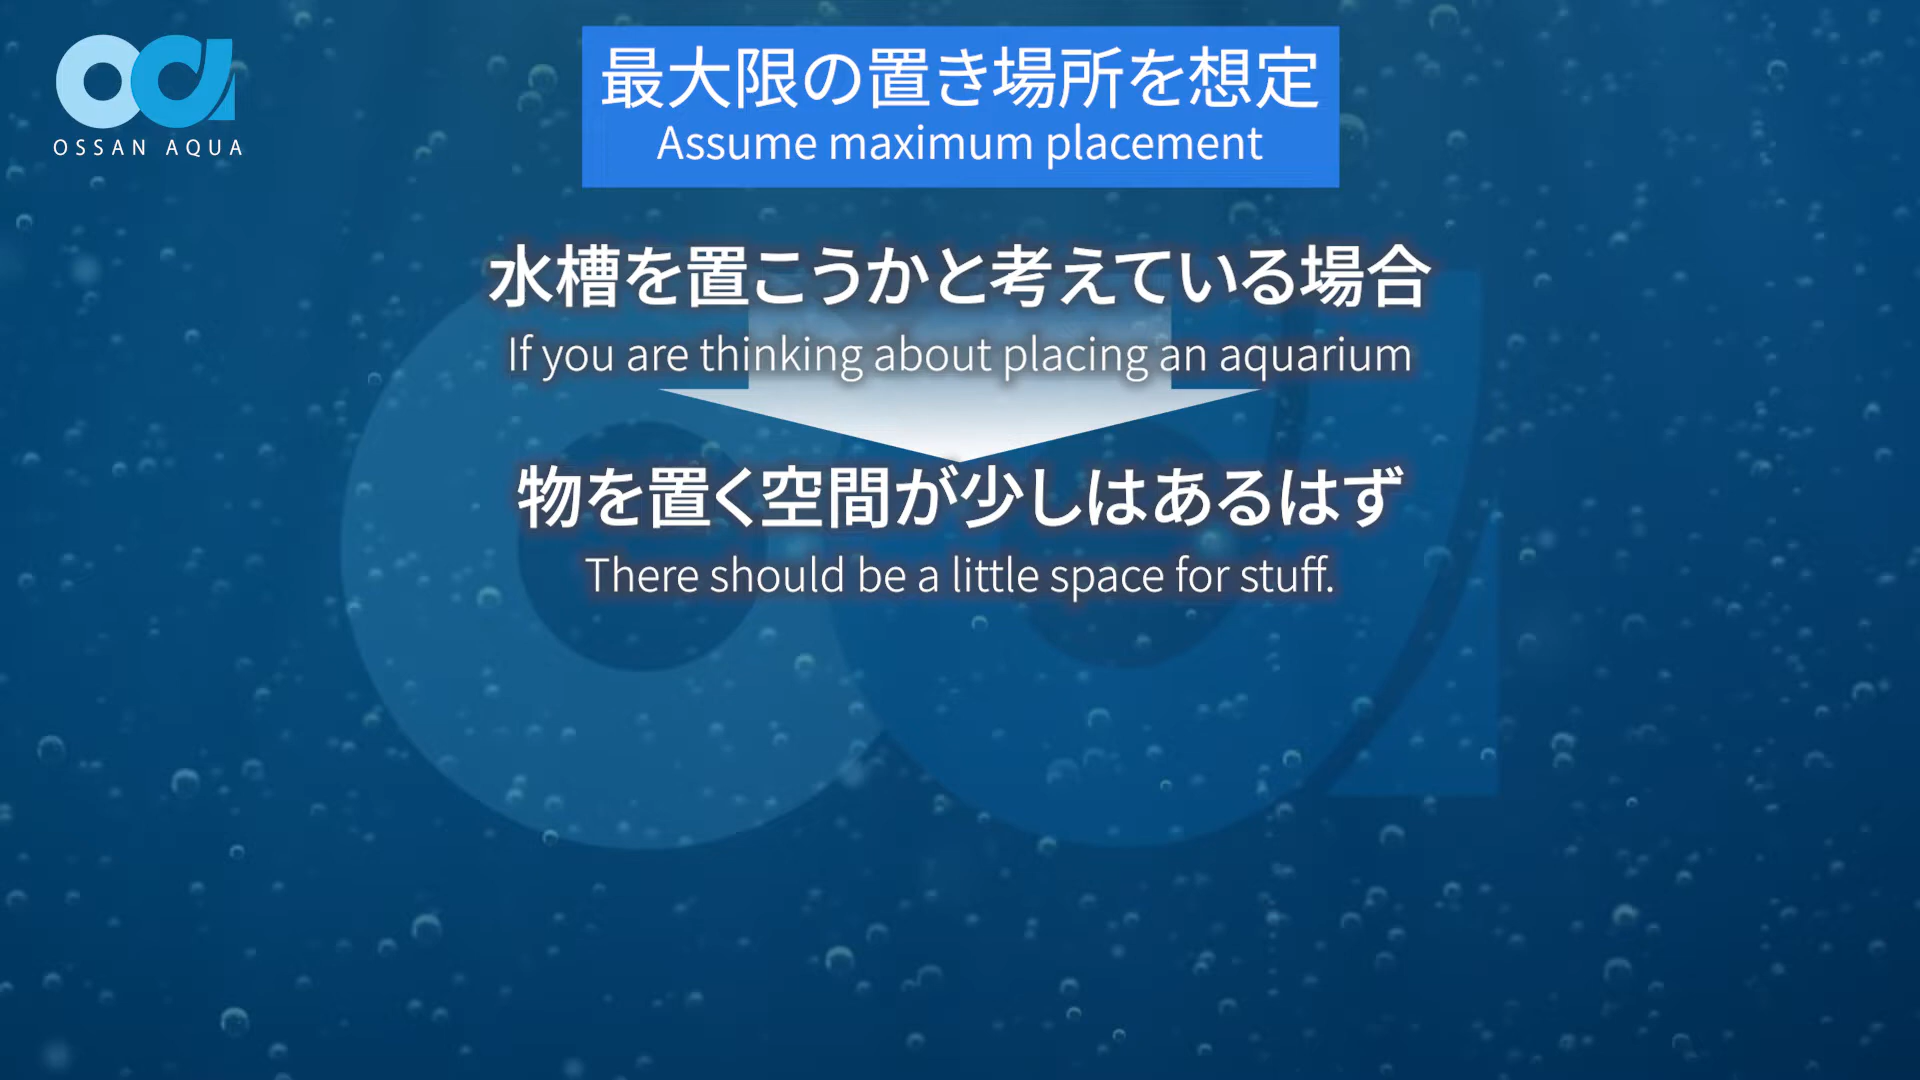 OSSAN AQUA
最大限の置き場所を想定
Assume maximum placement
水槽を置こうかと考えている場合
If you are thinking about placing an aquarium
物を置く空間が少しはあるはず
There should be a little space for stuff.